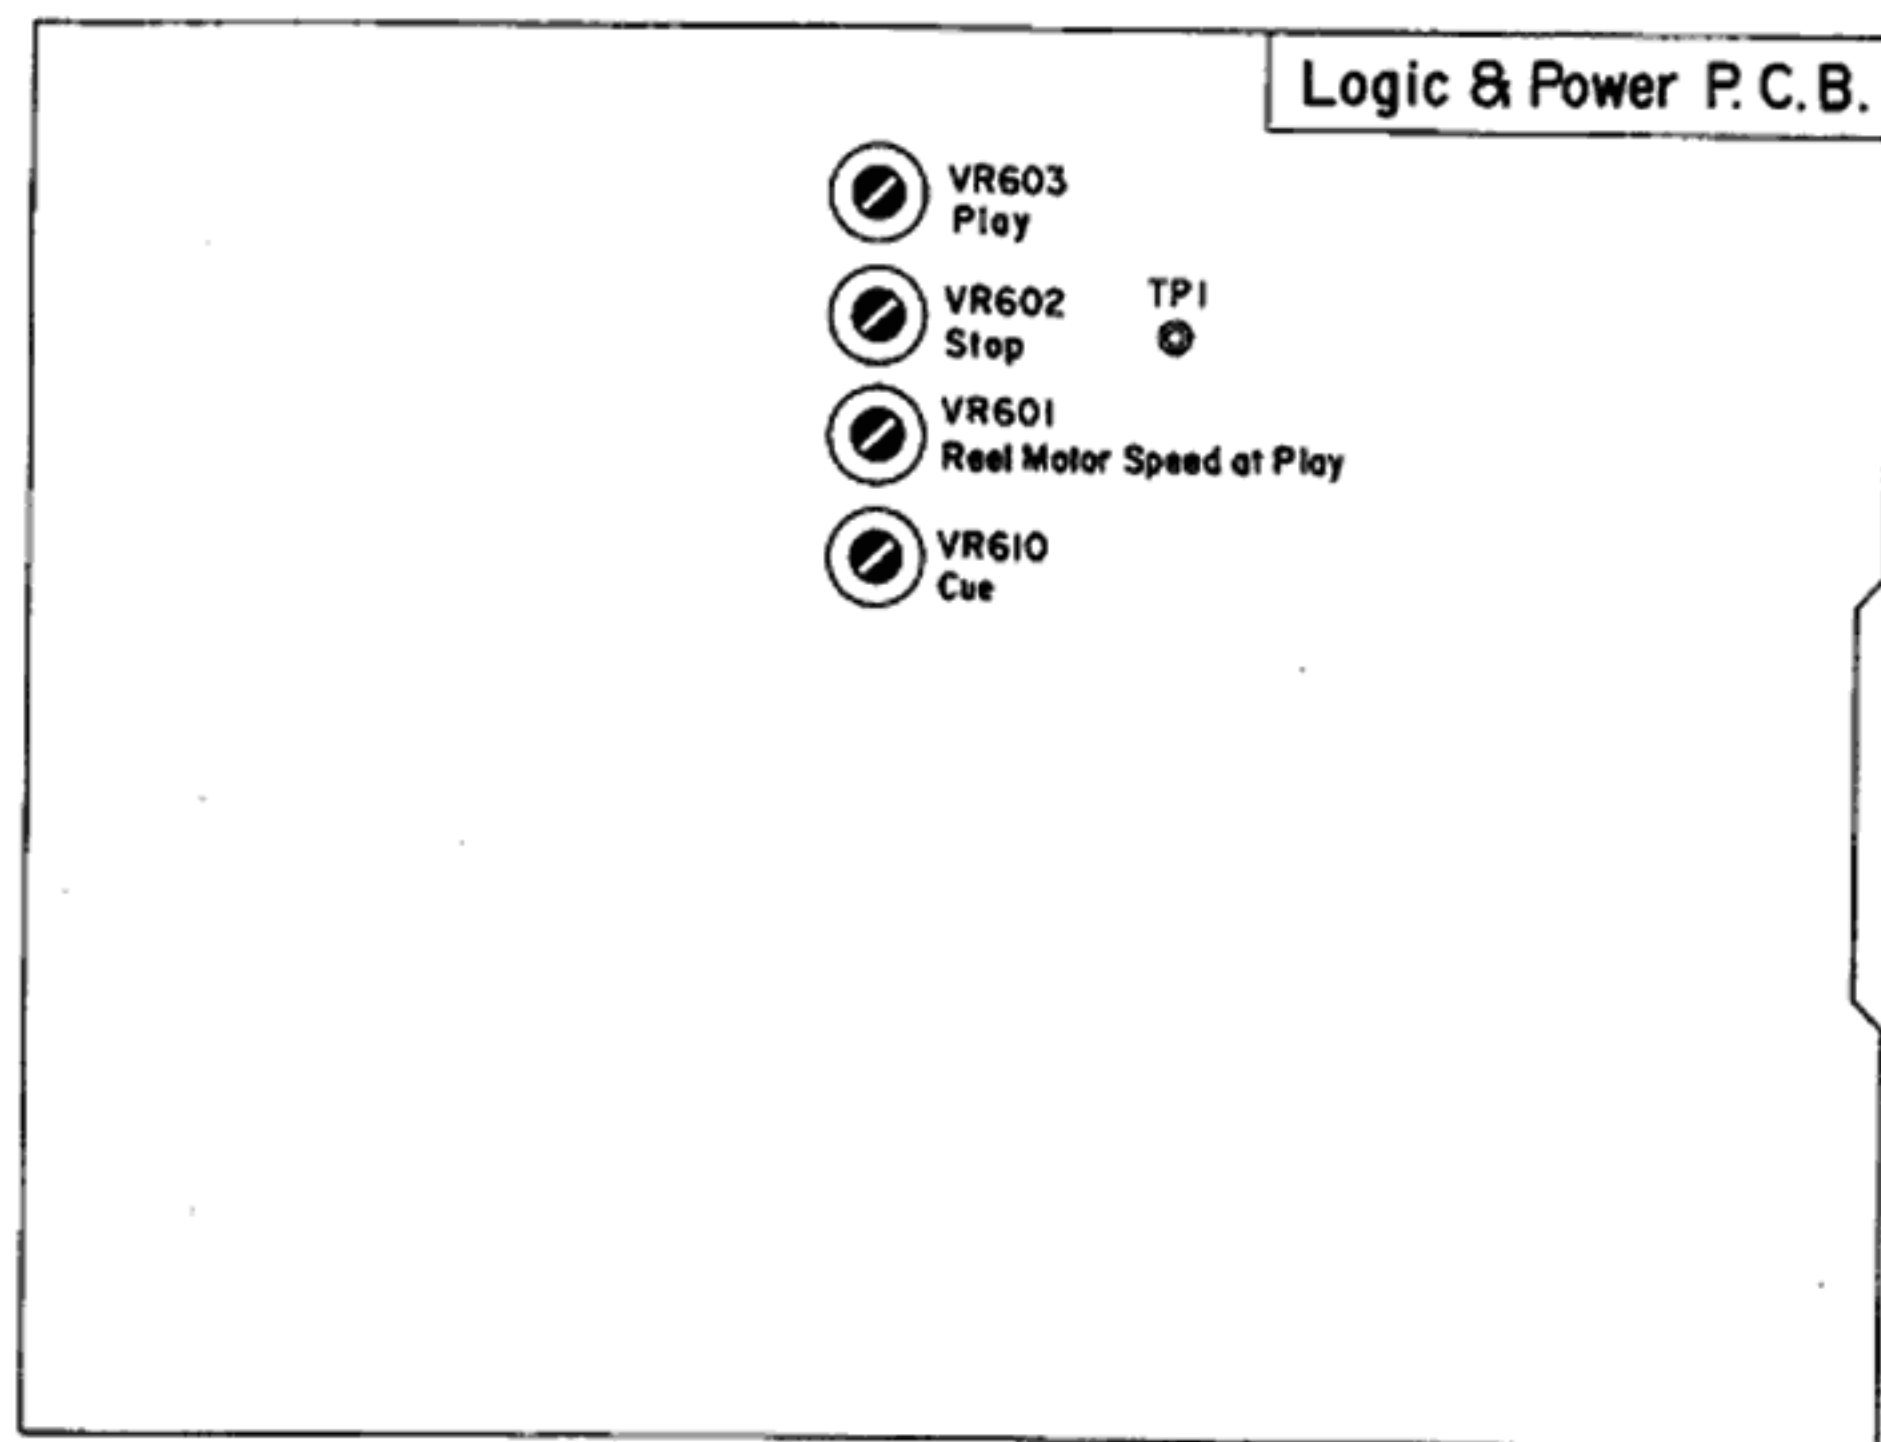 Logic & Power P.C.B.
VR603
Play
VR602
Stop
TP1
VR601
Reel Motor Speed at Play
VR610
Cue